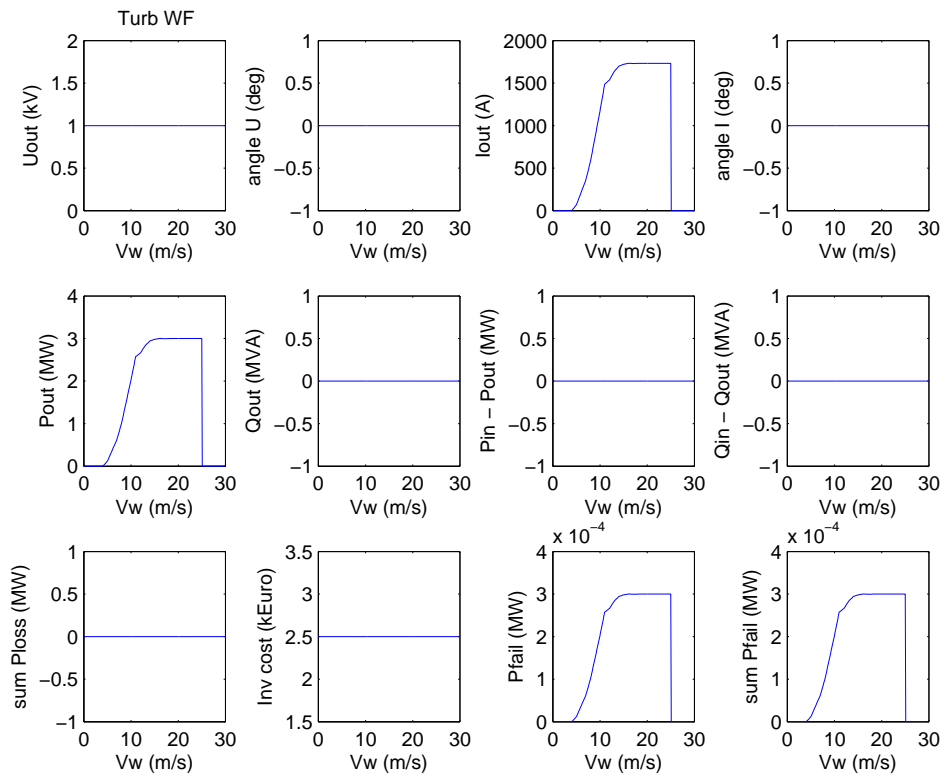 Turb WF
Uout (kV)
2
1.5
1
0.5
0
0 10 20 30
Vw (m/s)
angle U (deg)
1
0.5
0
−0.5
−1
0 10 20 30
Vw (m/s)
Iout (A)
2000
1500
1000
500
0
0 10 20 30
Vw (m/s)
angle I (deg)
1
0.5
0
−0.5
−1
0 10 20 30
Vw (m/s)
Pout (MW)
4
3
2
1
0
0 10 20 30
Vw (m/s)
Qout (MVA)
1
0.5
0
−0.5
−1
0 10 20 30
Vw (m/s)
Pin − Pout (MW)
1
0.5
0
−0.5
−1
0 10 20 30
Vw (m/s)
Qin − Qout (MVA)
1
0.5
0
−0.5
−1
0 10 20 30
Vw (m/s)
sum Ploss (MW)
1
0.5
0
−0.5
−1
0 10 20 30
Vw (m/s)
Inv cost (kEuro)
3.5
3
2.5
2
1.5
0 10 20 30
Vw (m/s)
x 10−4
Pfail (MW)
4
3
2
1
0
0 10 20 30
Vw (m/s)
x 10−4
sum Pfail (MW)
4
3
2
1
0
0 10 20 30
Vw (m/s)